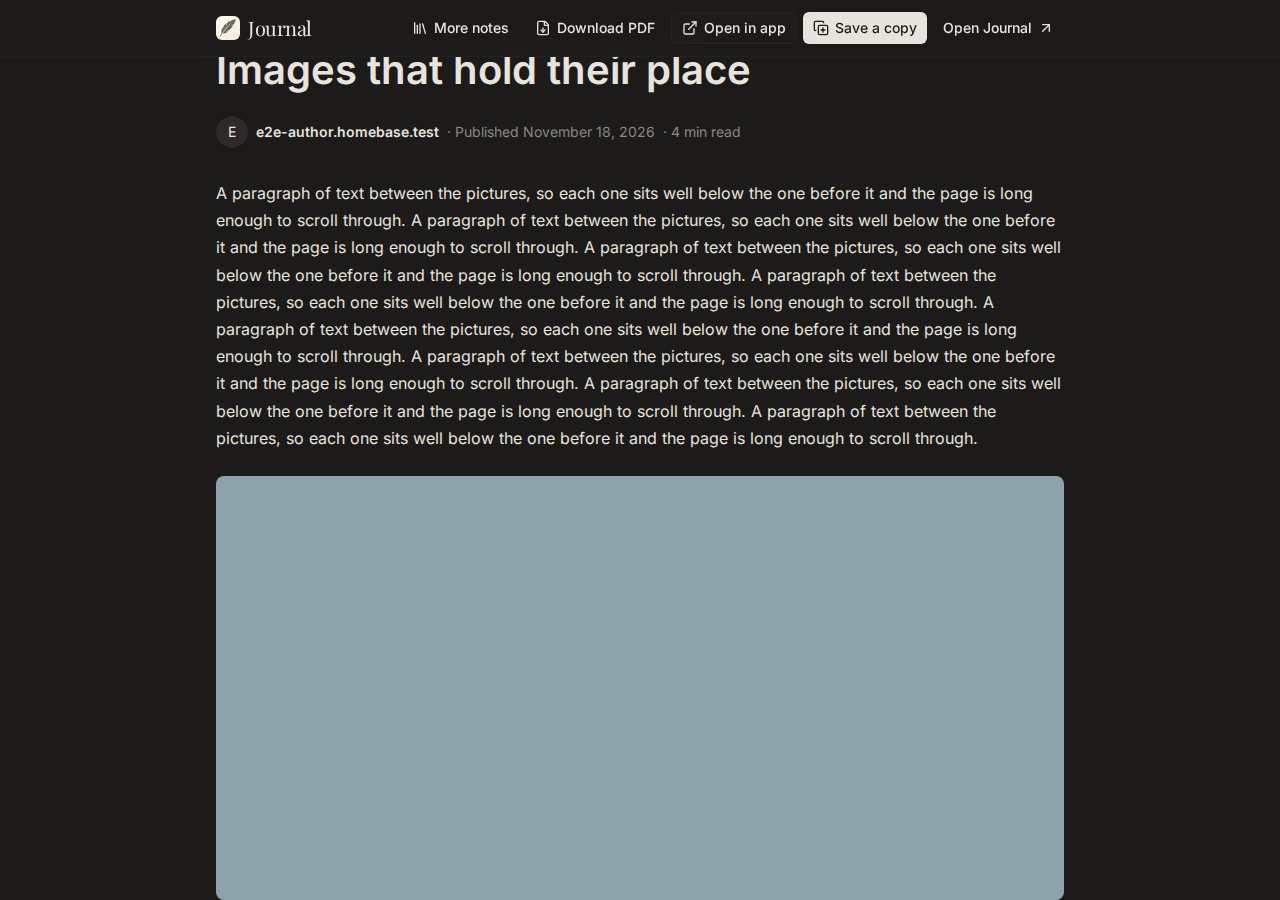 Journal
More notes
Download PDF
Open in app
Save a copy
Open Journal
Images that hold their place
E
e2e-author.homebase.test · Published November 18, 2026 · 4 min read
A paragraph of text between the pictures, so each one sits well below the one before it and the page is long
enough to scroll through. A paragraph of text between the pictures, so each one sits well below the one before
it and the page is long enough to scroll through. A paragraph of text between the pictures, so each one sits well
below the one before it and the page is long enough to scroll through. A paragraph of text between the
pictures, so each one sits well below the one before it and the page is long enough to scroll through. A
paragraph of text between the pictures, so each one sits well below the one before it and the page is long
enough to scroll through. A paragraph of text between the pictures, so each one sits well below the one before
it and the page is long enough to scroll through. A paragraph of text between the pictures, so each one sits well
below the one before it and the page is long enough to scroll through. A paragraph of text between the
pictures, so each one sits well below the one before it and the page is long enough to scroll through.